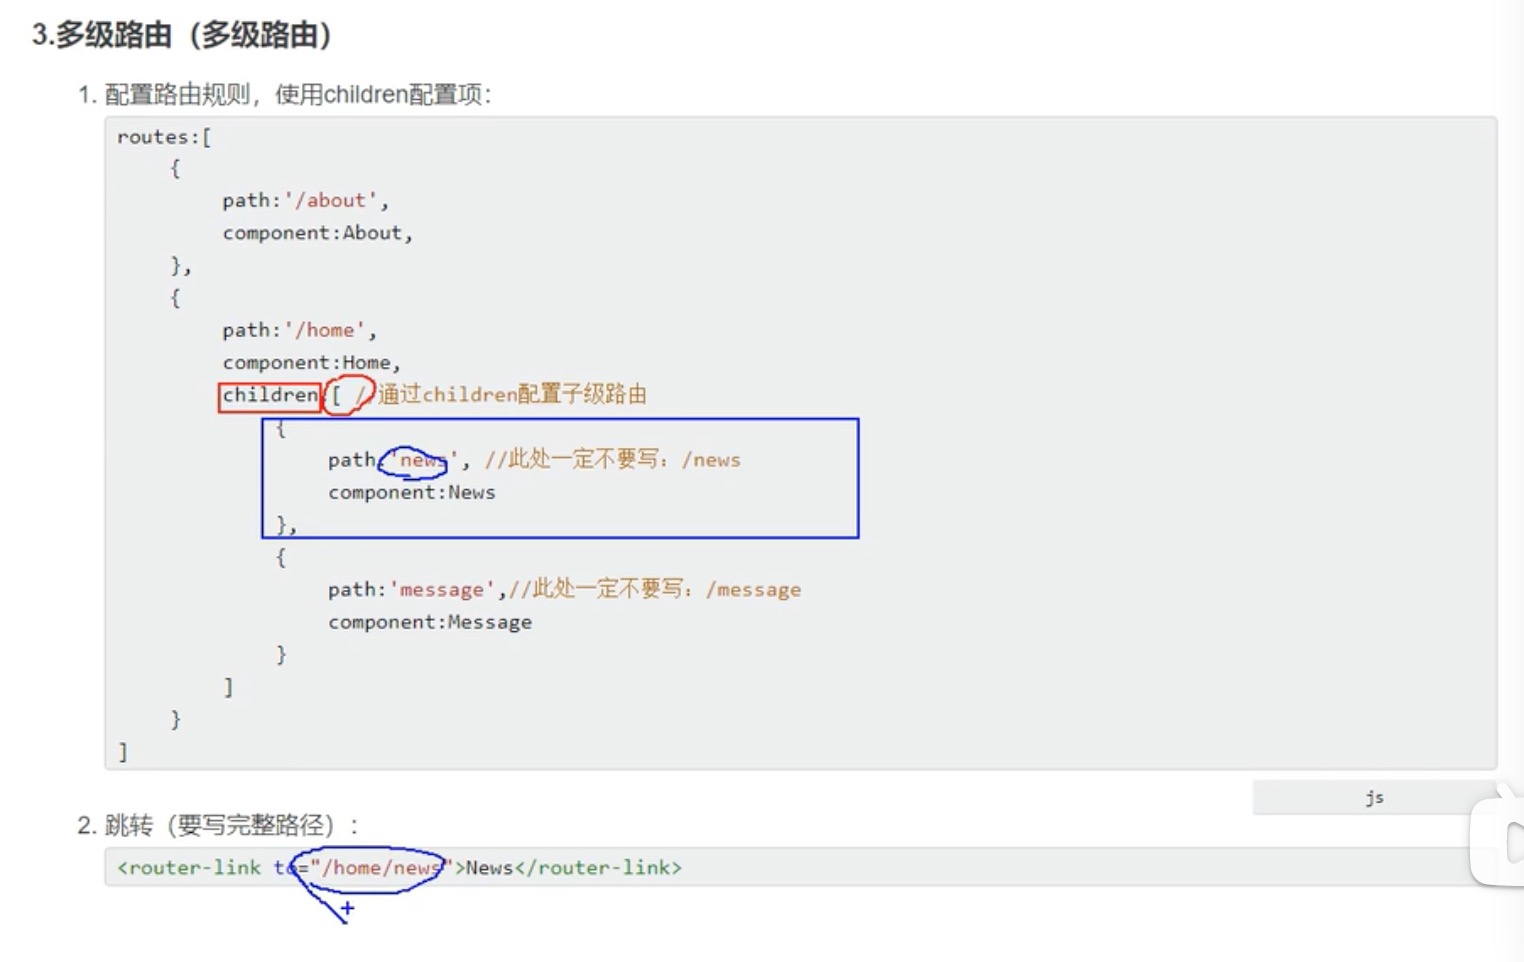 3.多级路由（多级路由）
1. 配置路由规则，使用children配置项：
routes:[
{
path:'/about',
component:About,
},
{
path:'/home',
component:Home,
children:[ //通过children配置子级路由
{
path:'news', //此处一定不要写：/news
component:News
},
{
path:'message',//此处一定不要写：/message
component:Message
}
]
}
]
js
2. 跳转（要写完整路径）：
<router-link to="/home/news">News</router-link>